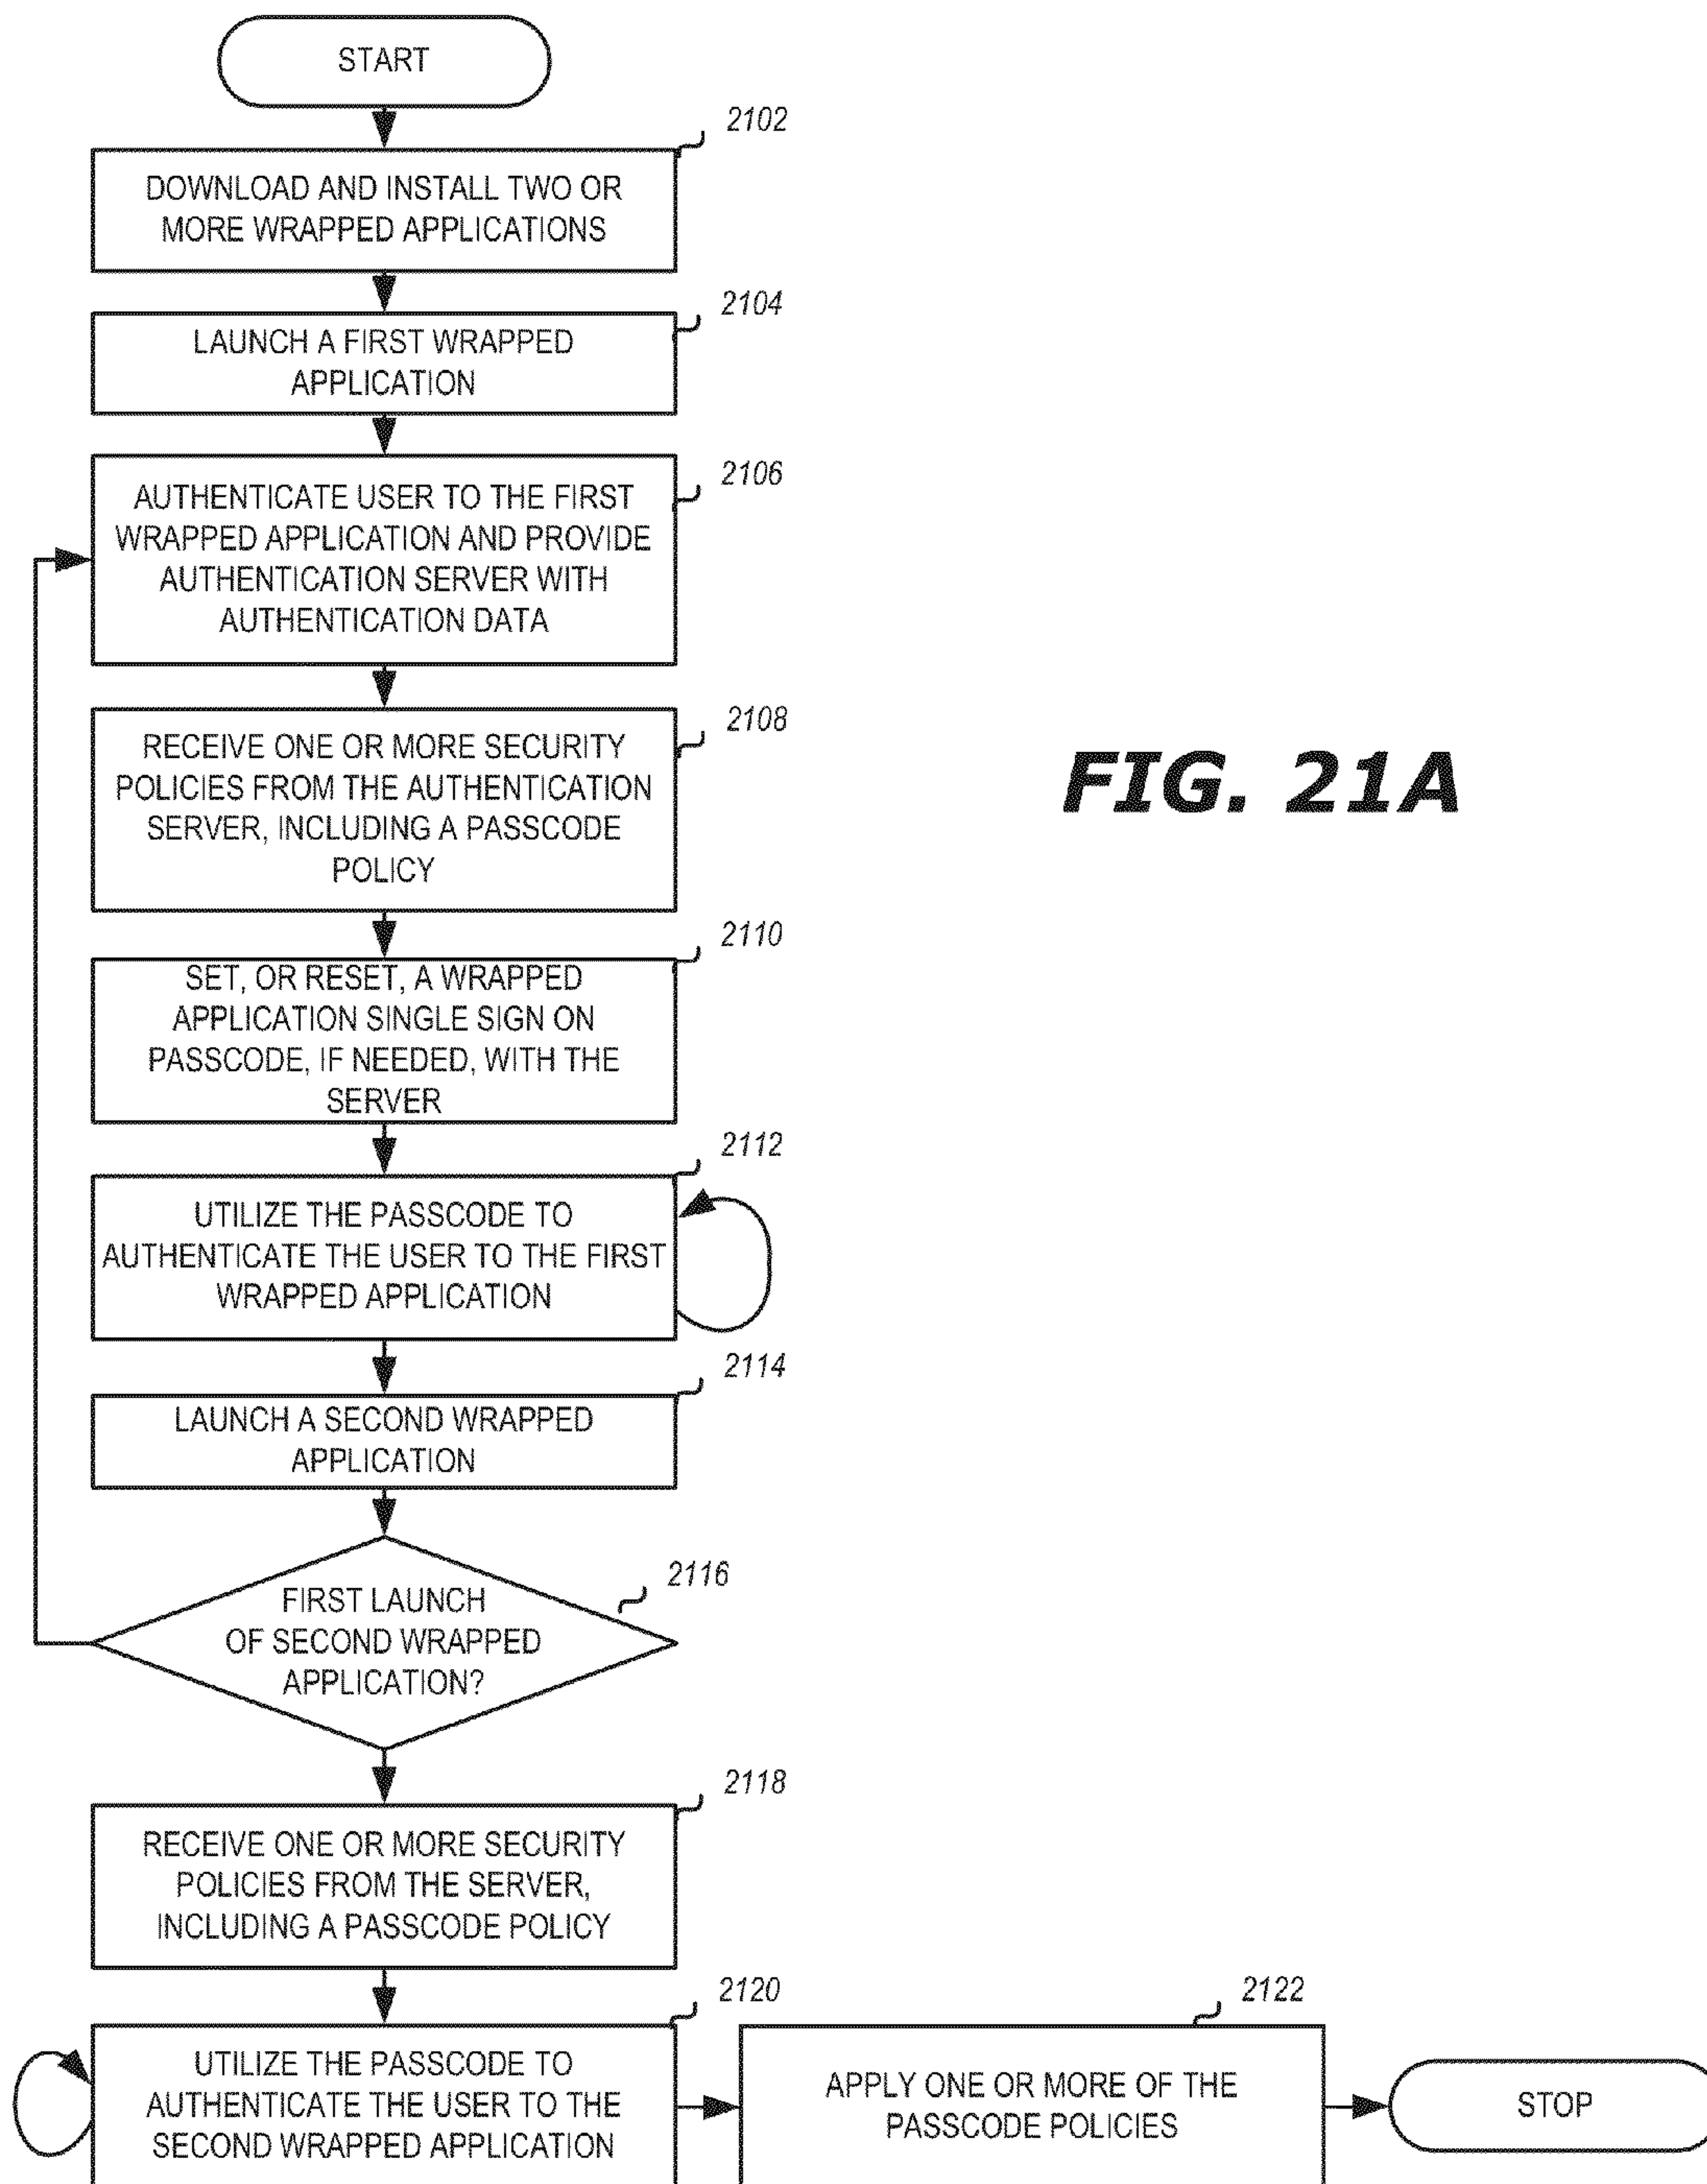 START
2102
DOWNLOAD AND INSTALL TWO OR
MORE WRAPPED APPLICATIONS
2104
LAUNCH A FIRST WRAPPED
APPLICATION
2106
AUTHENTICATE USER TO THE FIRST
WRAPPED APPLICATION AND PROVIDE
AUTHENTICATION SERVER WITH
AUTHENTICATION DATA
2108
RECEIVE ONE OR MORE SECURITY
POLICIES FROM THE AUTHENTICATION
SERVER, INCLUDING A PASSCODE
POLICY
FIG. 21A
2110
SET, OR RESET, A WRAPPED
APPLICATION SINGLE SIGN ON
PASSCODE, IF NEEDED, WITH THE
SERVER
2112
UTILIZE THE PASSCODE TO
AUTHENTICATE THE USER TO THE FIRST
WRAPPED APPLICATION
2114
LAUNCH A SECOND WRAPPED
APPLICATION
2116
FIRST LAUNCH
OF SECOND WRAPPED
APPLICATION?
2118
RECEIVE ONE OR MORE SECURITY
POLICIES FROM THE SERVER,
INCLUDING A PASSCODE POLICY
2120
UTILIZE THE PASSCODE TO
AUTHENTICATE THE USER TO THE
SECOND WRAPPED APPLICATION
2122
APPLY ONE OR MORE OF THE
PASSCODE POLICIES
STOP